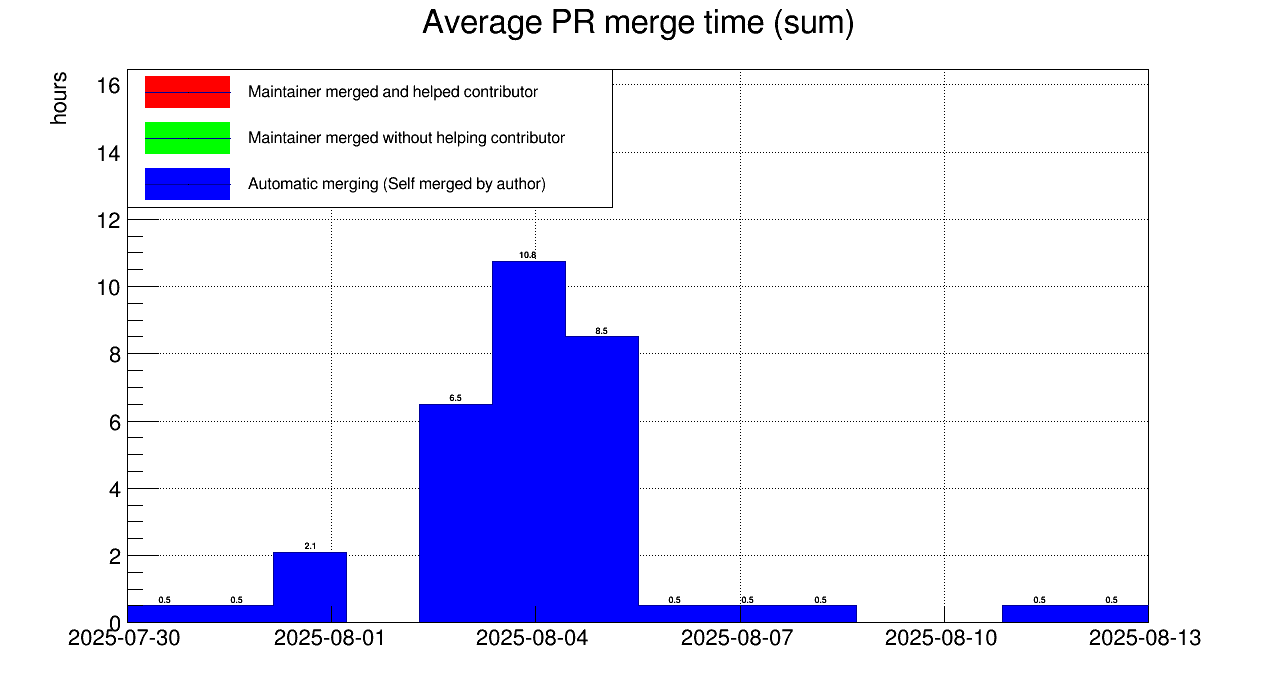 Average PR merge time (sum)
hours
16
14
12
10
8
6
4
2
0
Maintainer merged and helped contributor
Maintainer merged without helping contributor
Automatic merging (Self merged by author)
0.5 0.5 2.1 6.5 10.8 8.5 0.5 0.5 0.5 0.5 0.5
2025-07-30 2025-08-01 2025-08-04 2025-08-07 2025-08-10 2025-08-13